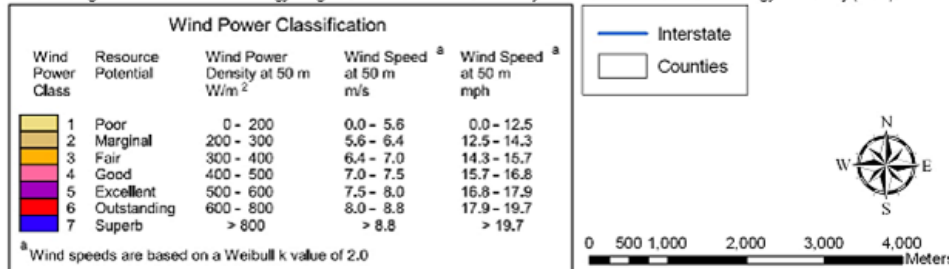 Wind Power Classification
Wind Resource Wind Power Wind Speed a Wind Speed a
Power Potential Density at 50 m at 50 m at 50 m
Class W/m 2 m/s mph
1 Poor 0 - 200 0.0 - 5.6 0.0 - 12.5
2 Marginal 200 - 300 5.6 - 6.4 12.5 - 14.3
3 Fair 300 - 400 6.4 - 7.0 14.3 - 15.7
4 Good 400 - 500 7.0 - 7.5 15.7 - 16.8
5 Excellent 500 - 600 7.5 - 8.0 16.8 - 17.9
6 Outstanding 600 - 800 8.0 - 8.8 17.9 - 19.7
7 Superb > 800 > 8.8 > 19.7
a Wind speeds are based on a Weibull k value of 2.0
Interstate
Counties
N
W E
S
0 500 1,000 2,000 3,000 4,000
Meters